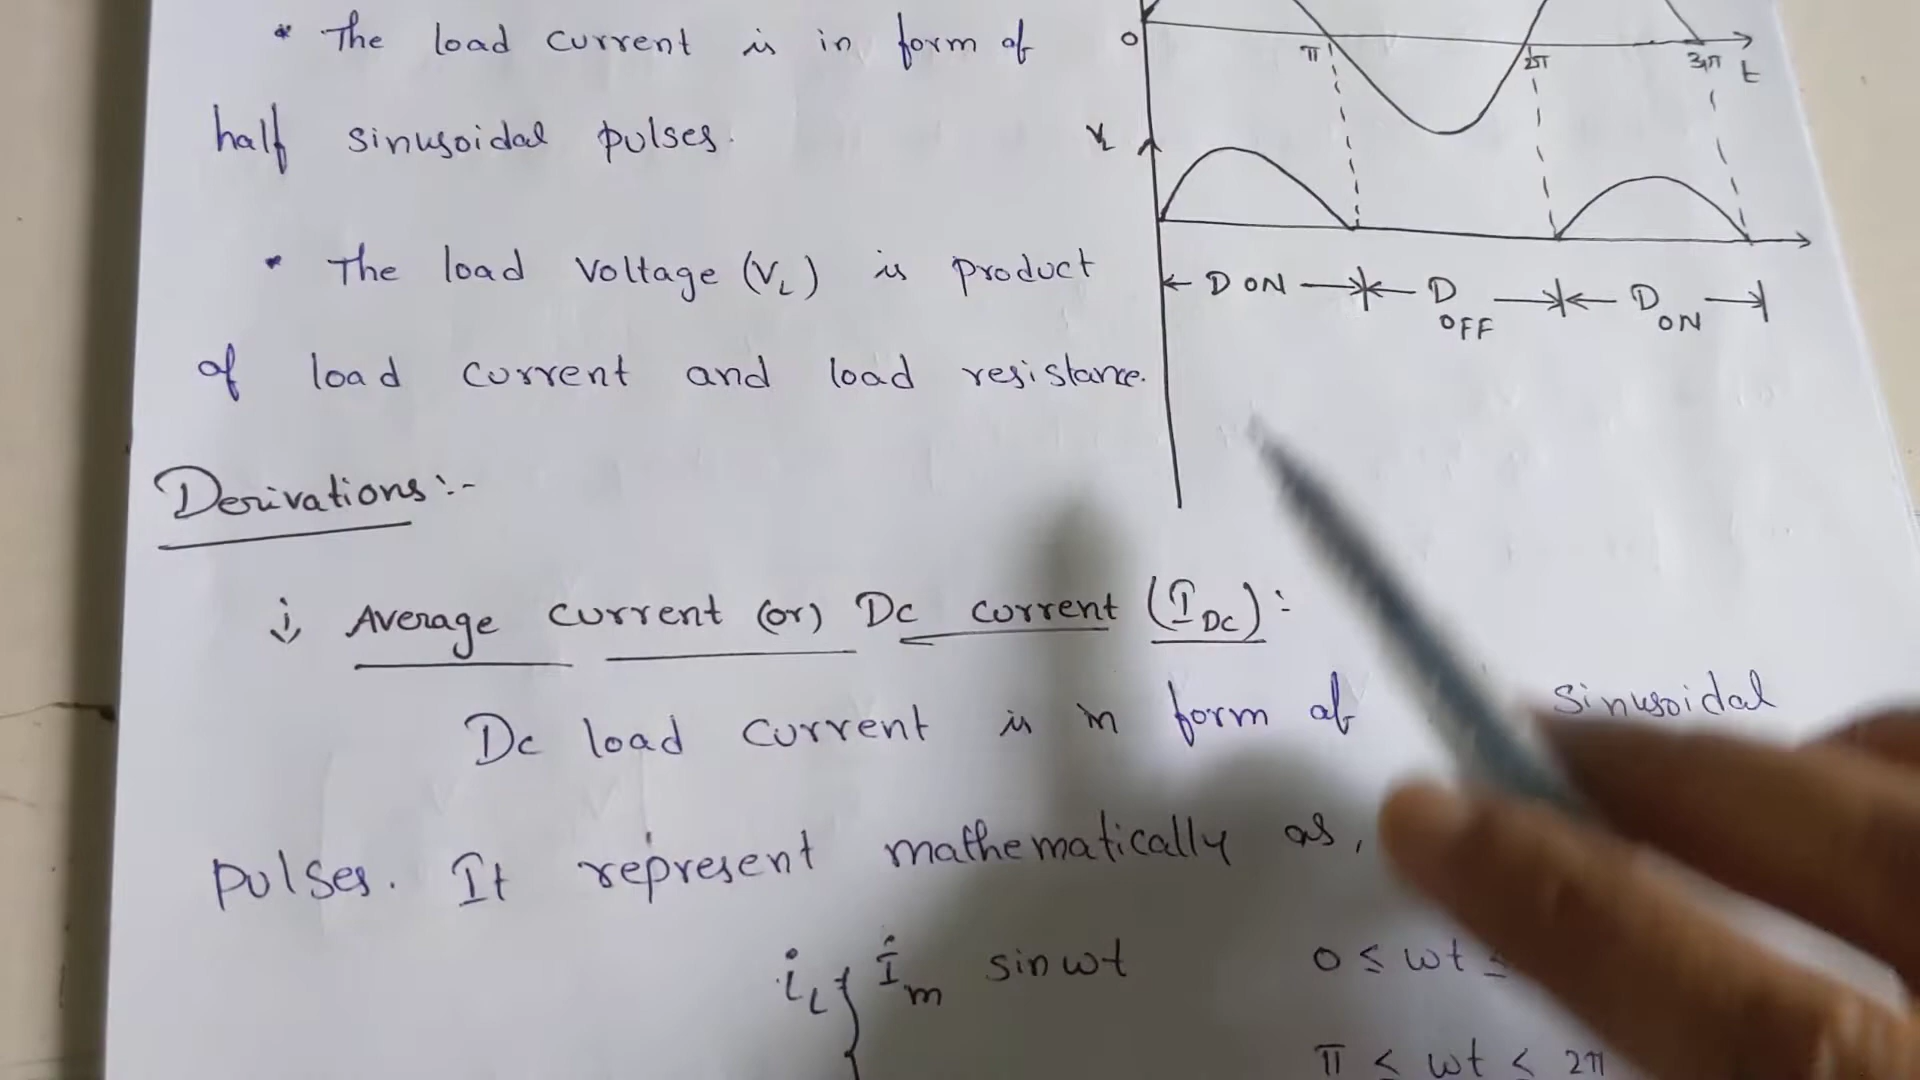 * The load current is in form of
half sinusoidal pulses.
* The load Voltage (VL) is product
of load current and load resistance.
0 π 2π 3π t
VL
← D ON → ← D OFF → ← D ON →
Derivations :-
i, Average current (or) Dc current (IDC) :
Dc load current is in form of sinusoidal
pulses. It represent mathematically as,
iL { Im sinωt 0 ≤ ωt ≤
π ≤ ωt ≤ 2π